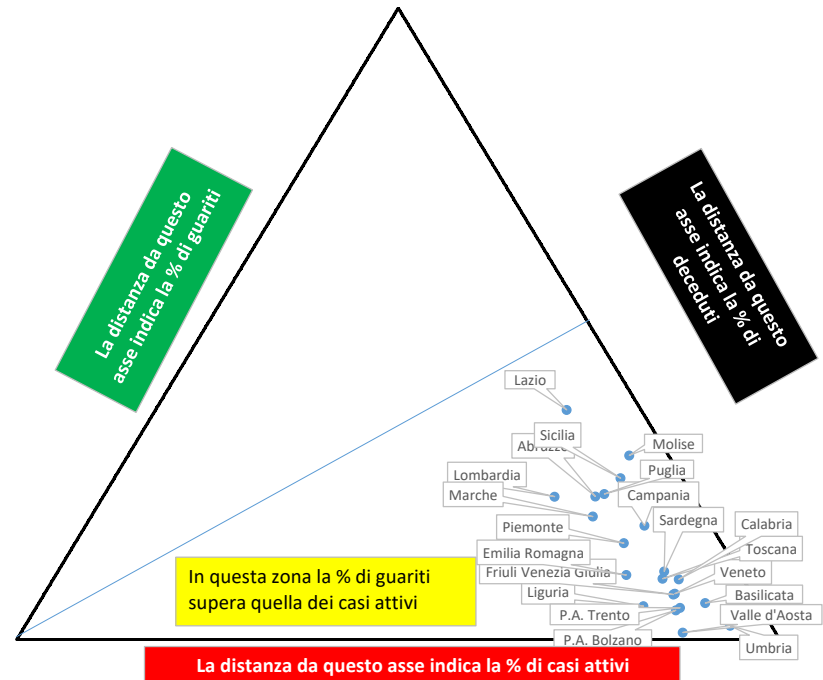 La distanza da questo
asse indica la % di guariti
La distanza da questo
asse indica la % di
deceduti
Lazio
Sicilia
Abruzzo
Molise
Puglia
Lombardia
Marche
Campania
Sardegna
Calabria
Piemonte
Toscana
Emilia Romagna
Friuli Venezia Giulia
Veneto
Liguria
Basilicata
P.A. Trento
Valle d'Aosta
P.A. Bolzano
Umbria
In questa zona la % di guariti
supera quella dei casi attivi
La distanza da questo asse indica la % di casi attivi